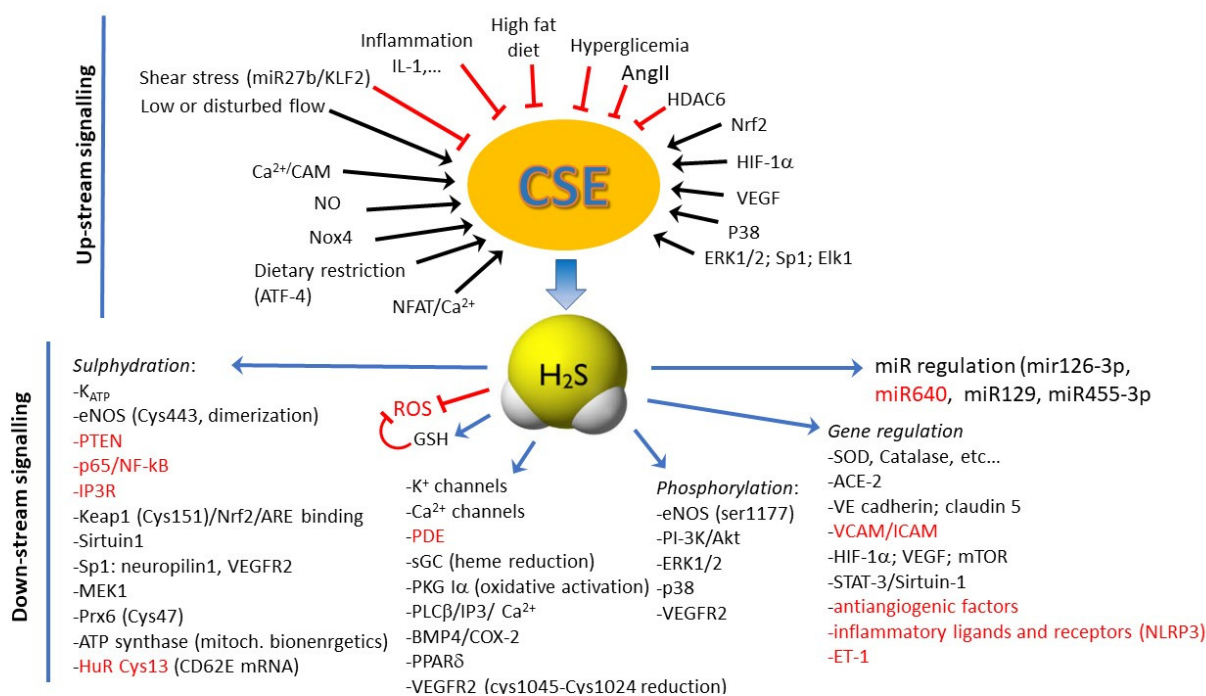 Up-stream signalling
High fat
diet
Inflammation
IL-1,...
Hyperglicemia
AngII
Shear stress (miR27b/KLF2)
HDAC6
Low or disturbed flow
Nrf2
Ca²⁺/CAM
HIF-1α
CSE
NO
VEGF
Nox4
P38
Dietary restriction
(ATF-4)
ERK1/2; Sp1; Elk1
NFAT/Ca²⁺
Down-stream signalling
H₂S
Sulphydration:
-K_ATP
-eNOS (Cys443, dimerization)
-PTEN
-p65/NF-kB
-IP3R
-Keap1 (Cys151)/Nrf2/ARE binding
-Sirtuin1
-Sp1: neuropilin1, VEGFR2
-MEK1
-Prx6 (Cys47)
-ATP synthase (mitoch. bionenrgetics)
-HuR Cys13 (CD62E mRNA)
ROS
GSH
-K⁺ channels
-Ca²⁺ channels
-PDE
-sGC (heme reduction)
-PKG Iα (oxidative activation)
-PLCβ/IP3/ Ca²⁺
-BMP4/COX-2
-PPARδ
-VEGFR2 (cys1045-Cys1024 reduction)
Phosphorylation:
-eNOS (ser1177)
-PI-3K/Akt
-ERK1/2
-p38
-VEGFR2
miR regulation (mir126-3p,
miR640, miR129, miR455-3p
Gene regulation
-SOD, Catalase, etc...
-ACE-2
-VE cadherin; claudin 5
-VCAM/ICAM
-HIF-1α; VEGF; mTOR
-STAT-3/Sirtuin-1
-antiangiogenic factors
-inflammatory ligands and receptors (NLRP3)
-ET-1